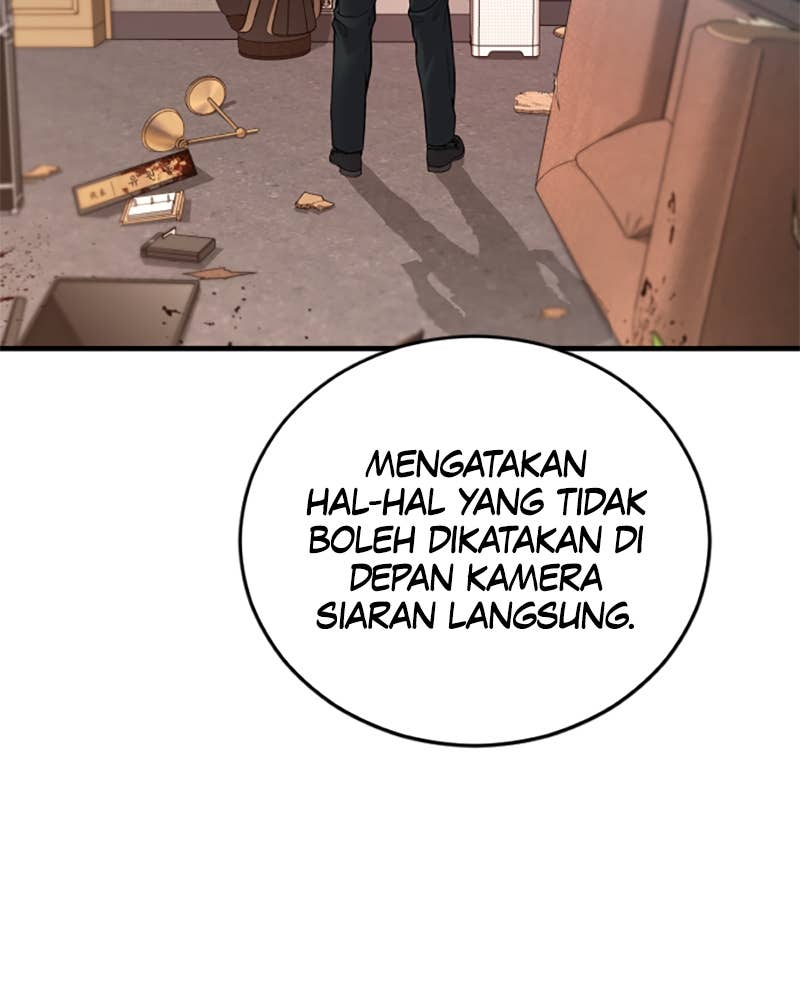 MENGATAKAN
HAL-HAL YANG TIDAK
BOLEH DIKATAKAN DI
DEPAN KAMERA
SIARAN LANGSUNG.